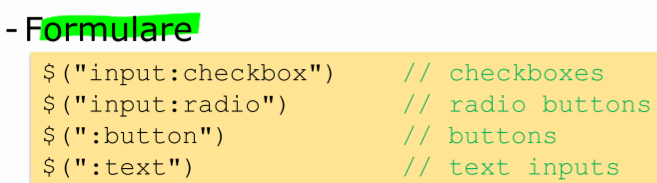 - Formulare
$("input:checkbox") // checkboxes
$("input:radio") // radio buttons
$(":button") // buttons
$(":text") // text inputs